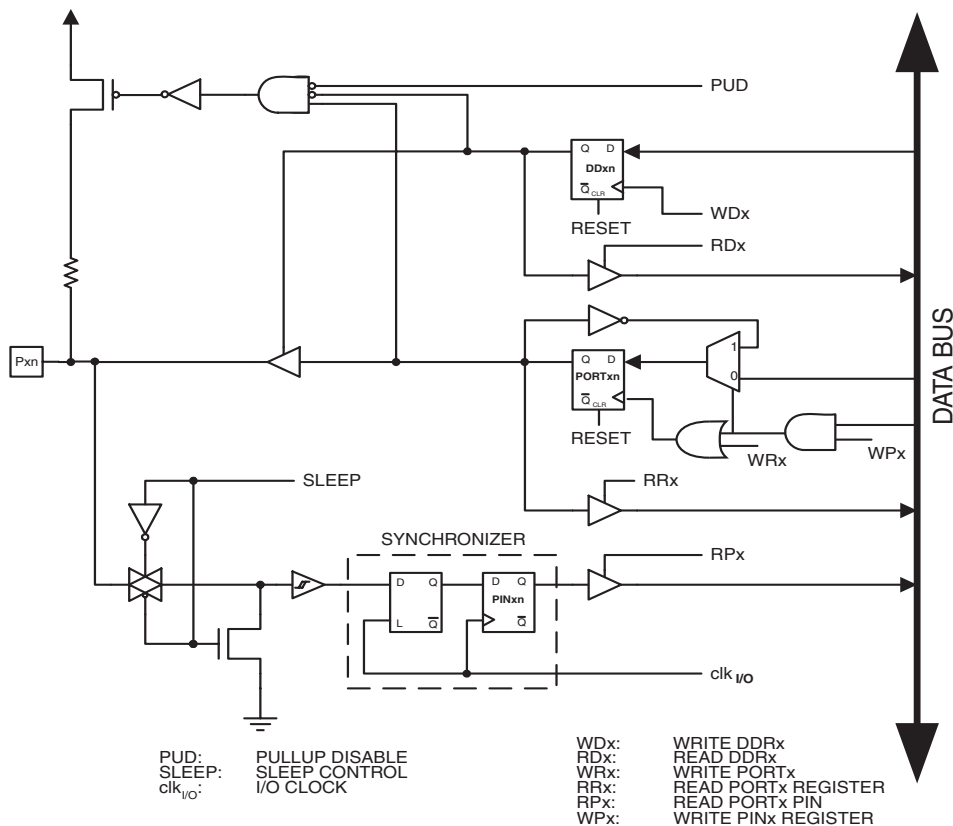 PUD
Q D
DDxn
Q CLR
WDx
RESET
RDx
DATA BUS
Pxn
1
Q D
PORTxn
0
Q CLR
RESET
WRx
WPx
SLEEP
RRx
SYNCHRONIZER
RPx
D Q
L Q
D Q
PINxn
Q
clk I/O
PUD: PULLUP DISABLE
SLEEP: SLEEP CONTROL
clkI/O: I/O CLOCK
WDx: WRITE DDRx
RDx: READ DDRx
WRx: WRITE PORTx
RRx: READ PORTx REGISTER
RPx: READ PORTx PIN
WPx: WRITE PINx REGISTER